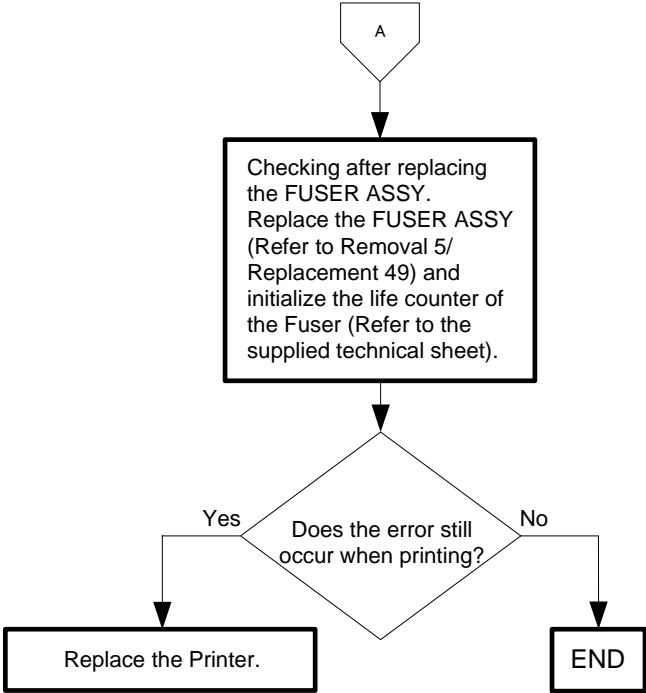 A
Checking after replacing
the FUSER ASSY.
Replace the FUSER ASSY
(Refer to Removal 5/
Replacement 49) and
initialize the life counter of
the Fuser (Refer to the
supplied technical sheet).
Yes
No
Does the error still
occur when printing?
Replace the Printer.
END